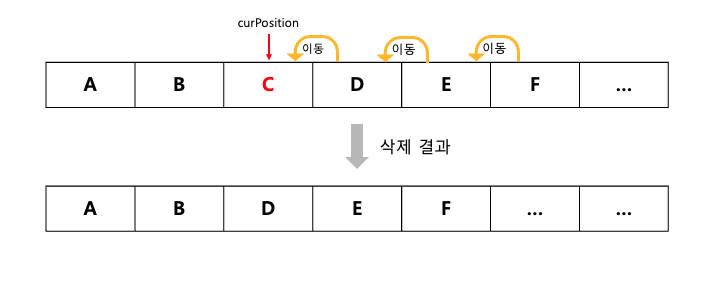 curPosition
이동 이동 이동
A B C D E F ...
삭제 결과
A B D E F ... ...